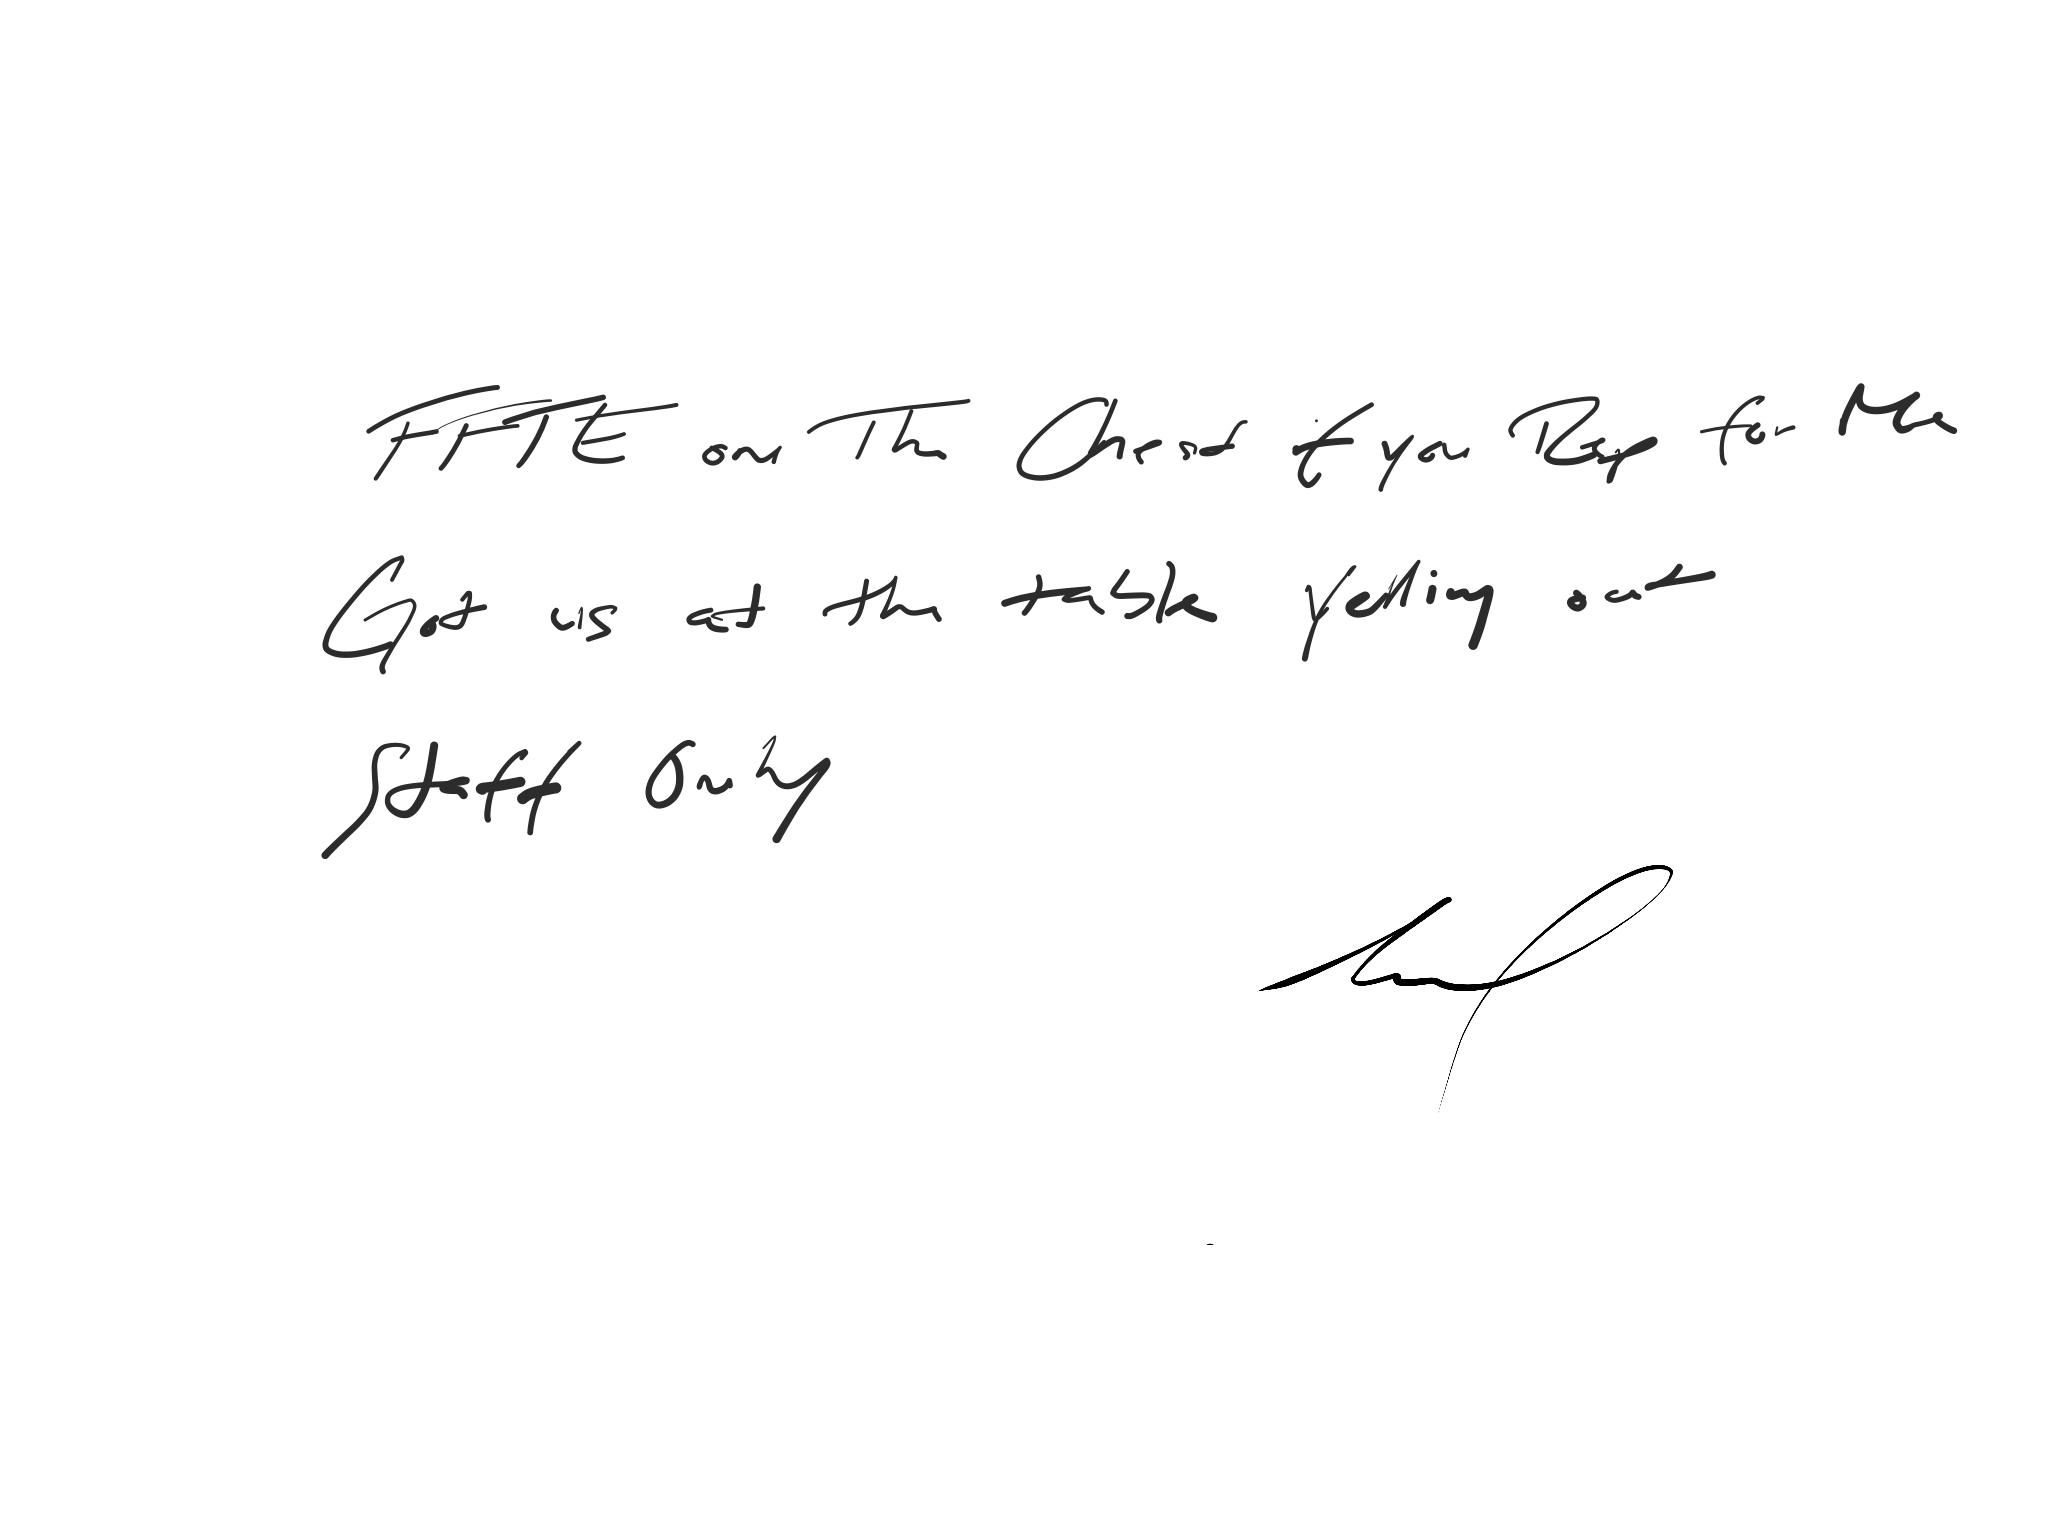 FFTE on The Chest if you Rep for Me
Got us at the table Yelling out
Staff Only